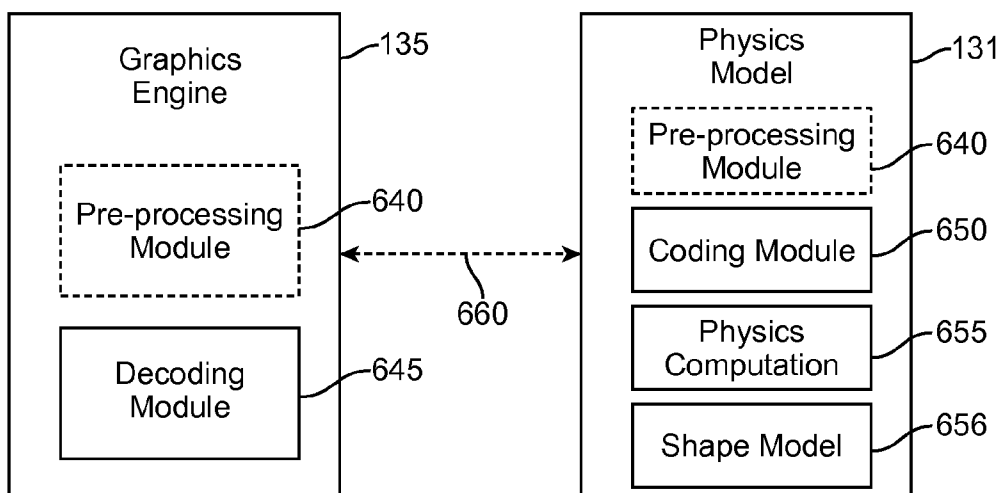 Graphics
Engine
135
Pre-processing
Module
640
Decoding
Module
645
660
Physics
Model
131
Pre-processing
Module
640
Coding Module
650
Physics
Computation
655
Shape Model
656